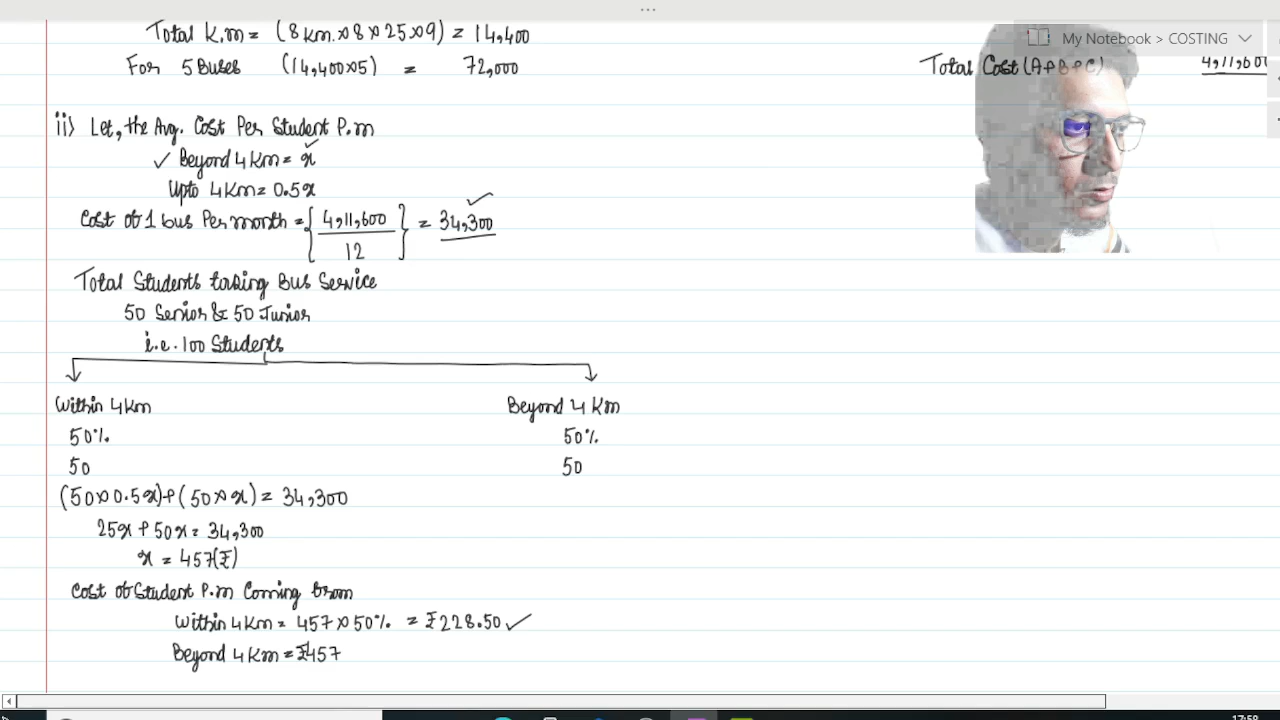 Total K.m = (8 Km. × 8 × 25 × 9) = 14,400
For 5 Buses (14,400×5) = 72,000
My Notebook > COSTING
Total Cost (A+B+C) 4,11,600
ii) Let, the Avg. Cost Per Student P.m
✓ Beyond 4 Km = x
Upto 4 Km = 0.5x
Cost of 1 bus Per month = { 4,11,600 / 12 } = 34,300
Total Students taking Bus Service
50 Senior & 50 Junior
i.e. 100 Students
Within 4 Km Beyond 4 Km
50% 50%
50 50
(50 × 0.5x) + (50 × x) = 34,300
25x + 50x = 34,300
x = 457(₹)
Cost of Student P.m Coming from
Within 4 Km = 457 × 50% = ₹228.50 ✓
Beyond 4 Km = ₹457
17:58